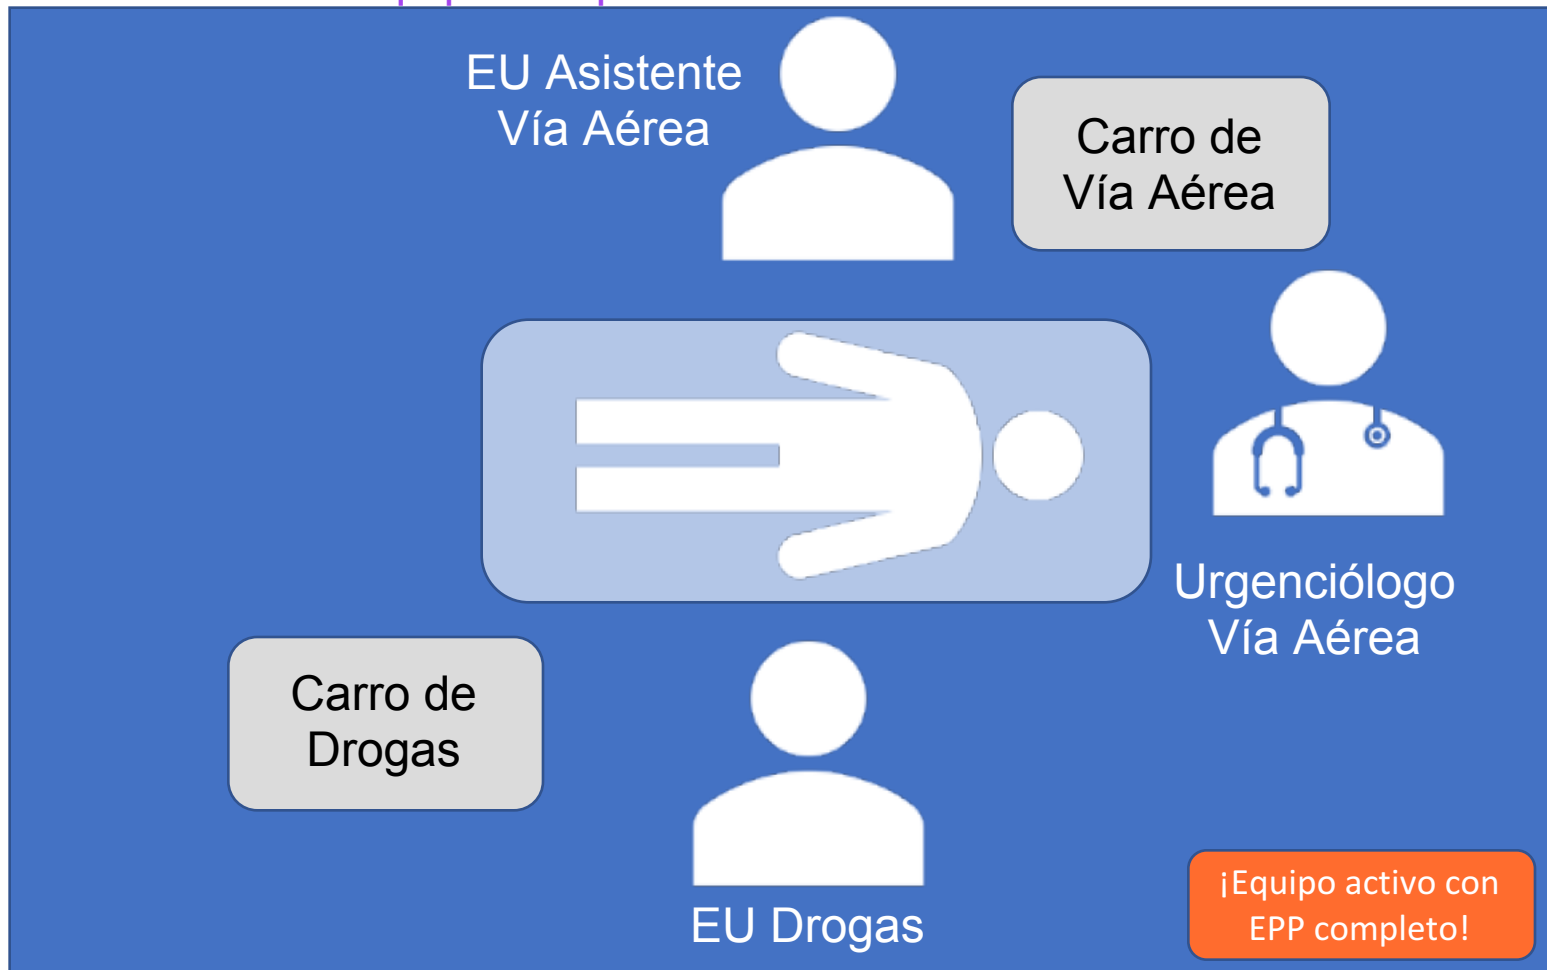 EU Asistente
Vía Aérea
Carro de
Vía Aérea
Urgenciólogo
Vía Aérea
Carro de
Drogas
EU Drogas
¡Equipo activo con
EPP completo!